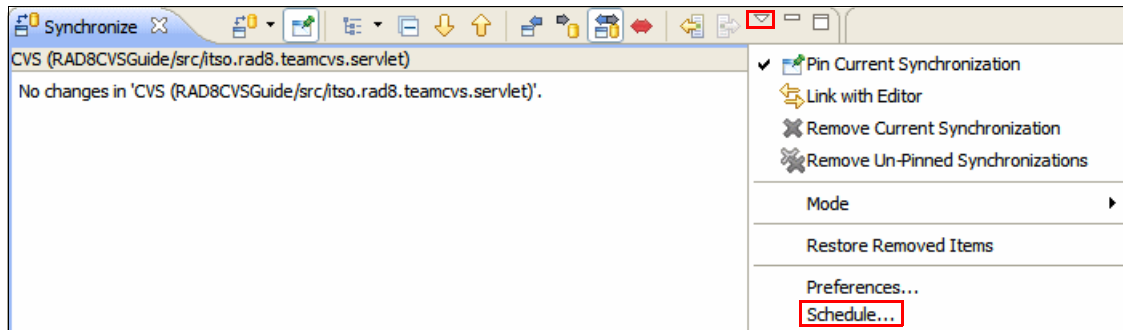 Synchronize
CVS (RAD8CVSGuide/src/itso.rad8.teamcvs.servlet)
No changes in 'CVS (RAD8CVSGuide/src/itso.rad8.teamcvs.servlet)'.
Pin Current Synchronization
Link with Editor
Remove Current Synchronization
Remove Un-Pinned Synchronizations
Mode
Restore Removed Items
Preferences...
Schedule...